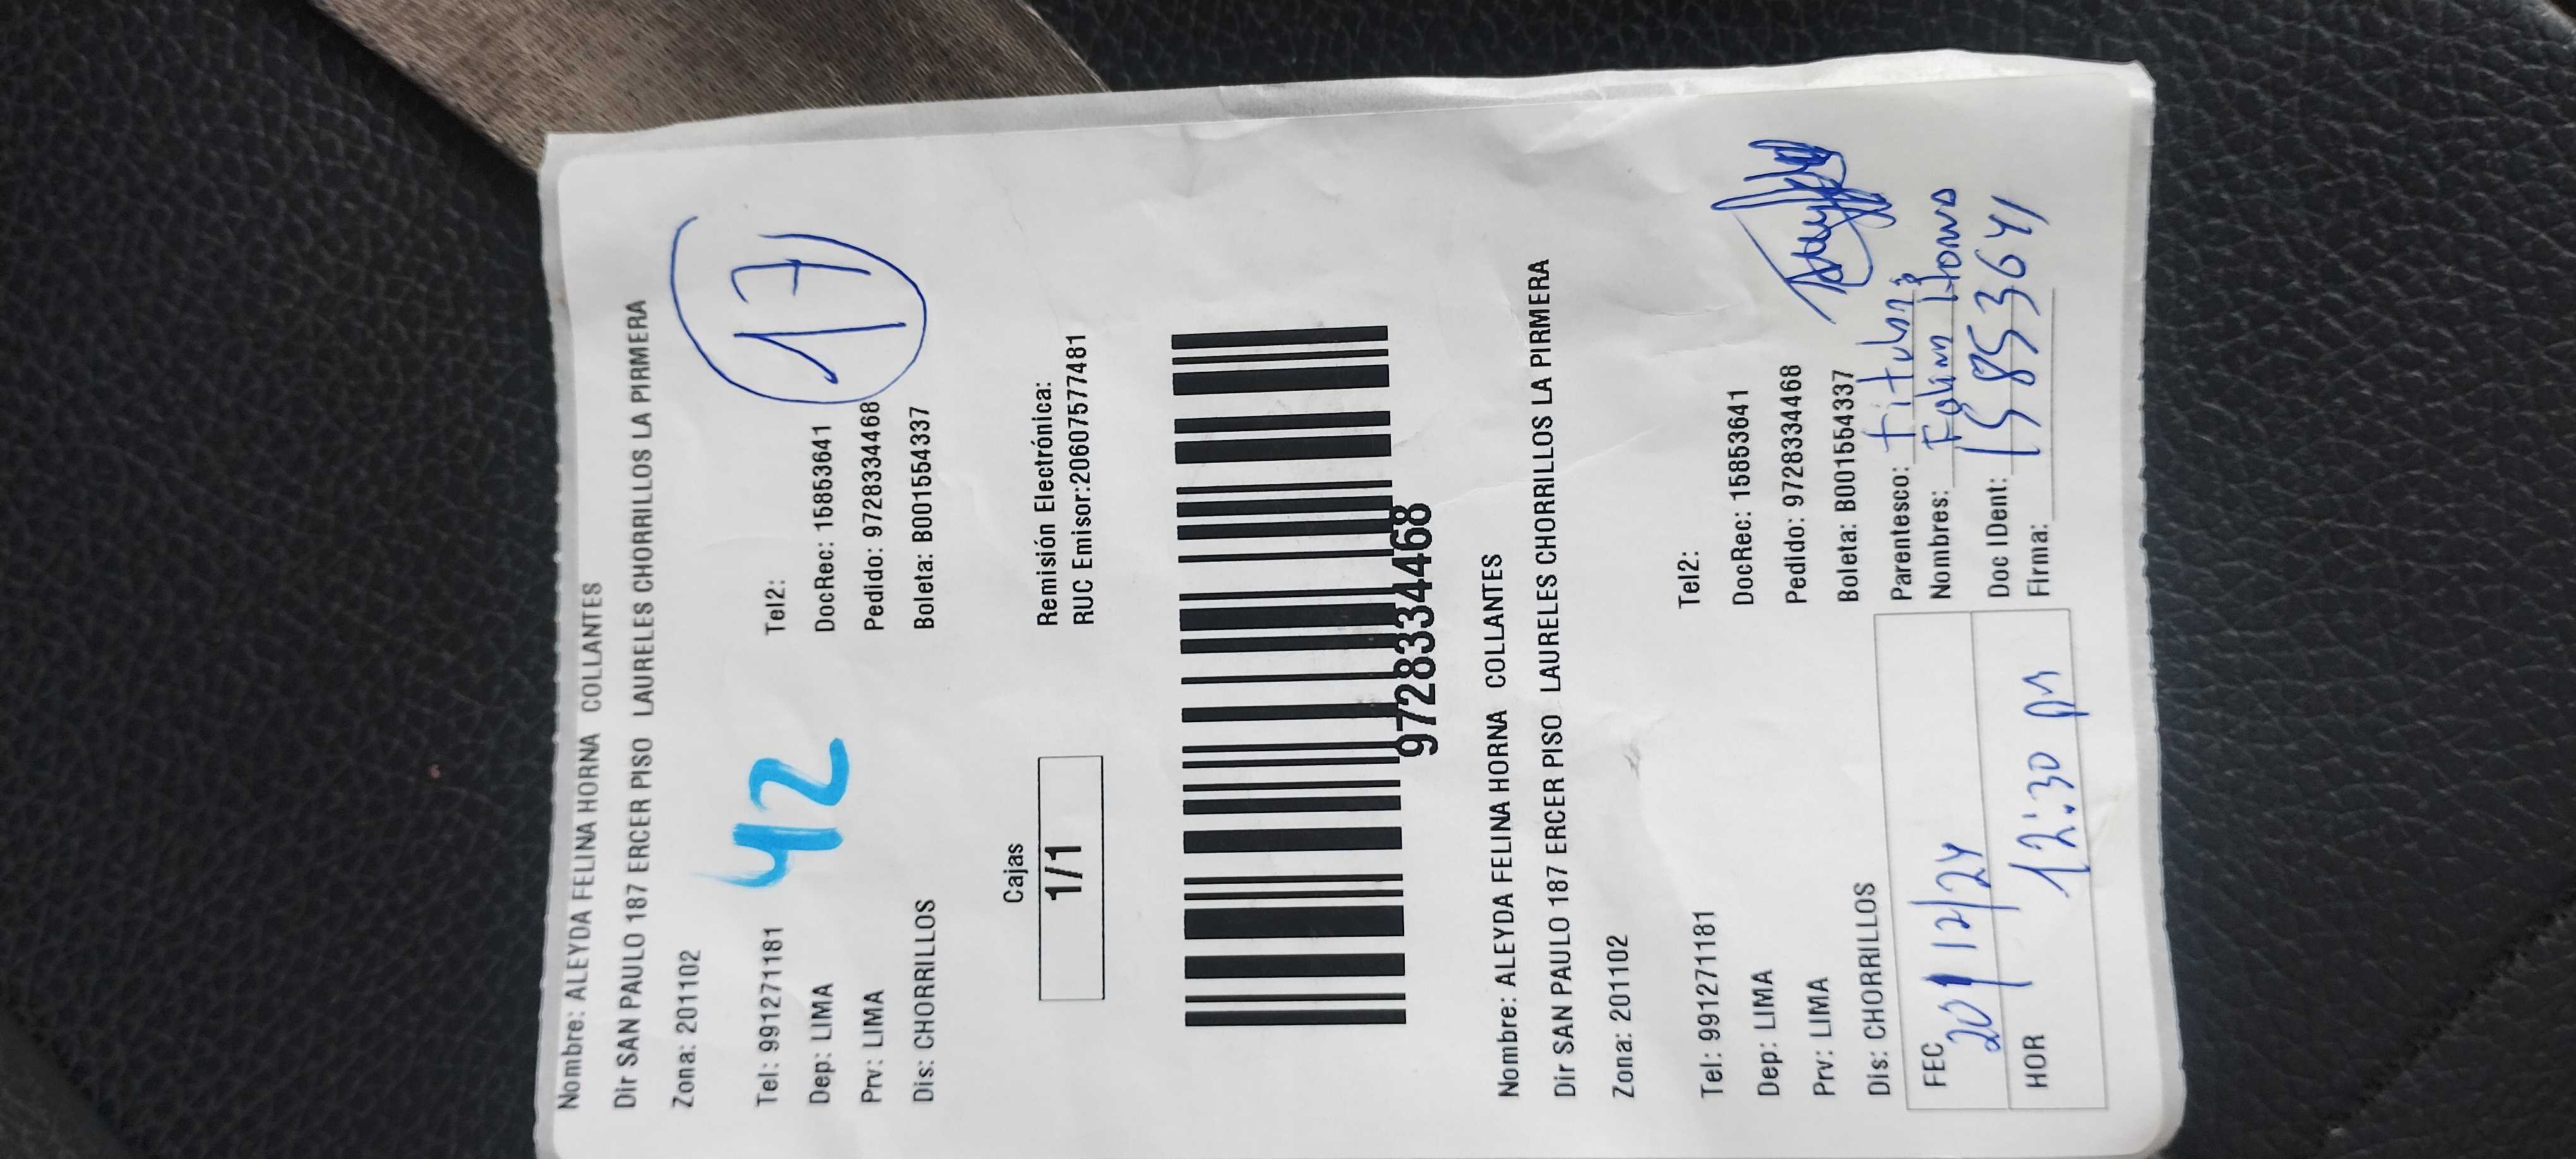 Nombre: ALEYDA FELINA HORNA COLLANTES
Dir SAN PAULO 187 ERCER PISO LAURELES CHORRILLOS LA PIRMERA
Zona: 201102
17
42
Tel: 991271181 Tel2:
Dep: LIMA DocRec: 15853641
Prv: LIMA Pedido: 9728334468
Dis: CHORRILLOS Boleta: B001554337
Cajas
1/1
Remisión Electrónica:
RUC Emisor:20607577481
9728334468
Nombre: ALEYDA FELINA HORNA COLLANTES
Dir SAN PAULO 187 ERCER PISO LAURELES CHORRILLOS LA PIRMERA
Zona: 201102
Tel: 991271181 Tel2:
Dep: LIMA DocRec: 15853641
Prv: LIMA Pedido: 9728334468
Dis: CHORRILLOS Boleta: B001554337
FEC 20/12/24
HOR 12:30 pm
Parentesco:
Nombres: Horna
Doc IDent: 15853641
Firma: